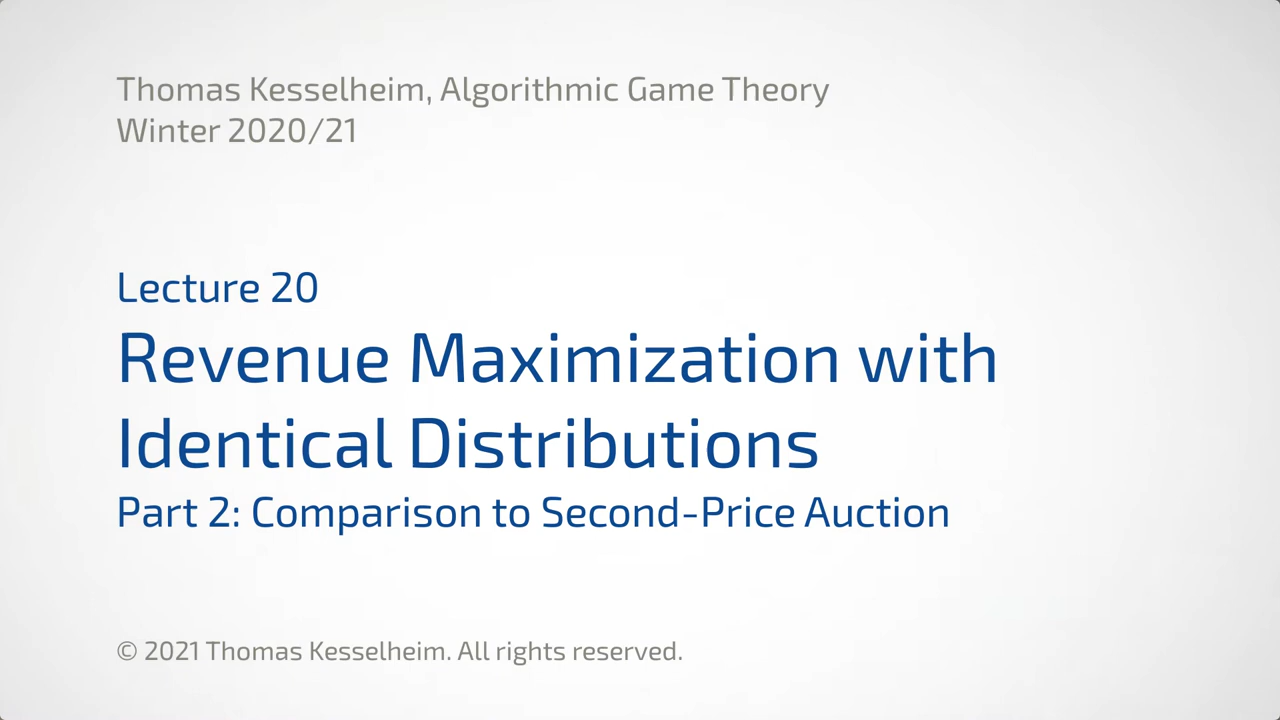 Thomas Kesselheim, Algorithmic Game Theory
Winter 2020/21
Lecture 20
Revenue Maximization with
Identical Distributions
Part 2: Comparison to Second-Price Auction
© 2021 Thomas Kesselheim. All rights reserved.